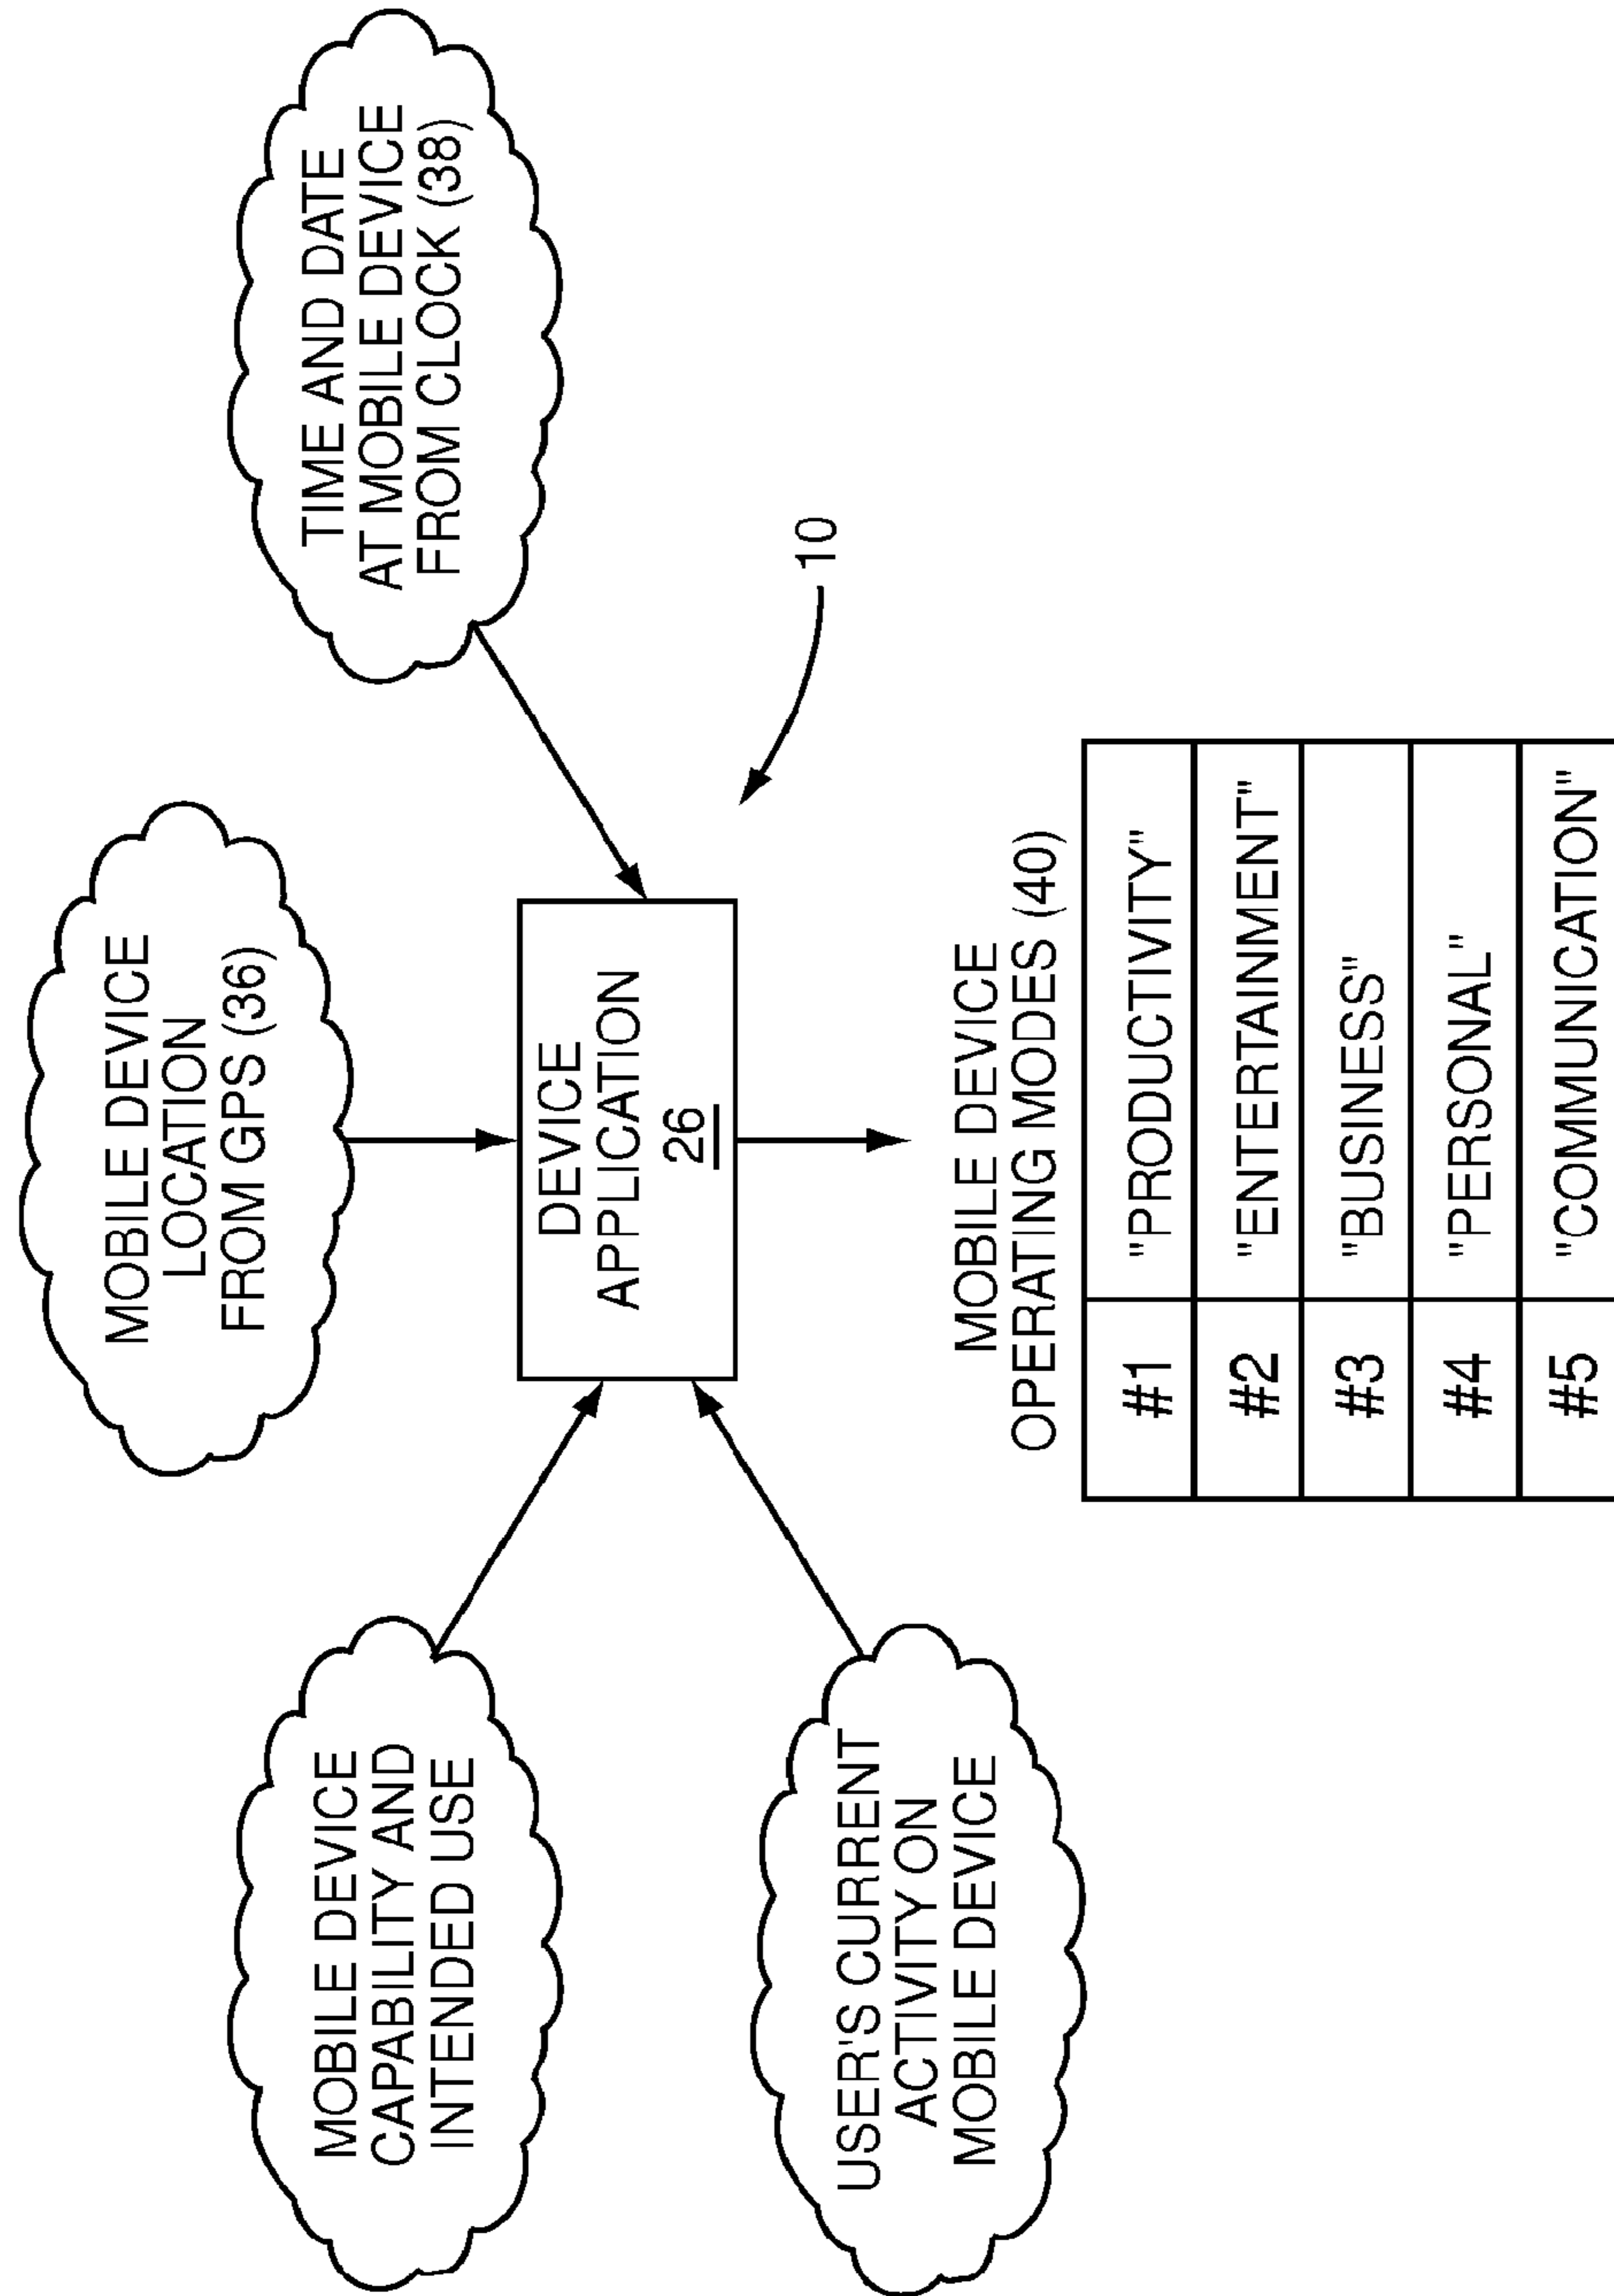 MOBILE DEVICE
LOCATION
FROM GPS (36)
MOBILE DEVICE
CAPABILITY AND
INTENDED USE
TIME AND DATE
AT MOBILE DEVICE
FROM CLOCK (38)
DEVICE
APPLICATION
26
10
USER'S CURRENT
ACTIVITY ON
MOBILE DEVICE
MOBILE DEVICE
OPERATING MODES (40)
#1 "PRODUCTIVITY"
#2 "ENTERTAINMENT"
#3 "BUSINESS"
#4 "PERSONAL"
#5 "COMMUNICATION"